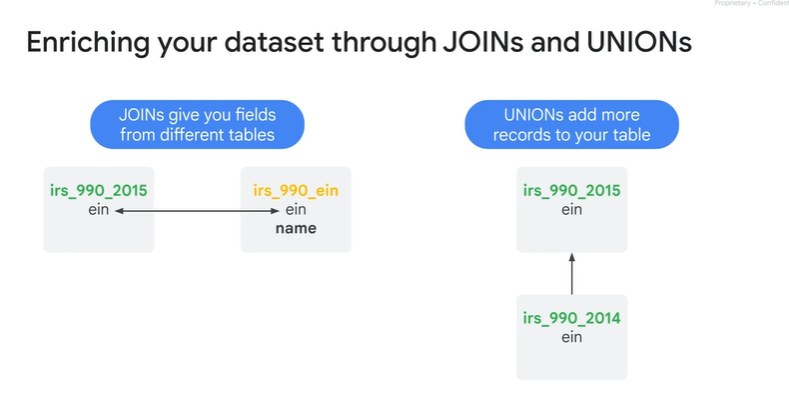 Proprietary + Confident
Enriching your dataset through JOINs and UNIONs
JOINs give you fields
from different tables
irs_990_2015
ein
irs_990_ein
ein
name
UNIONs add more
records to your table
irs_990_2015
ein
irs_990_2014
ein